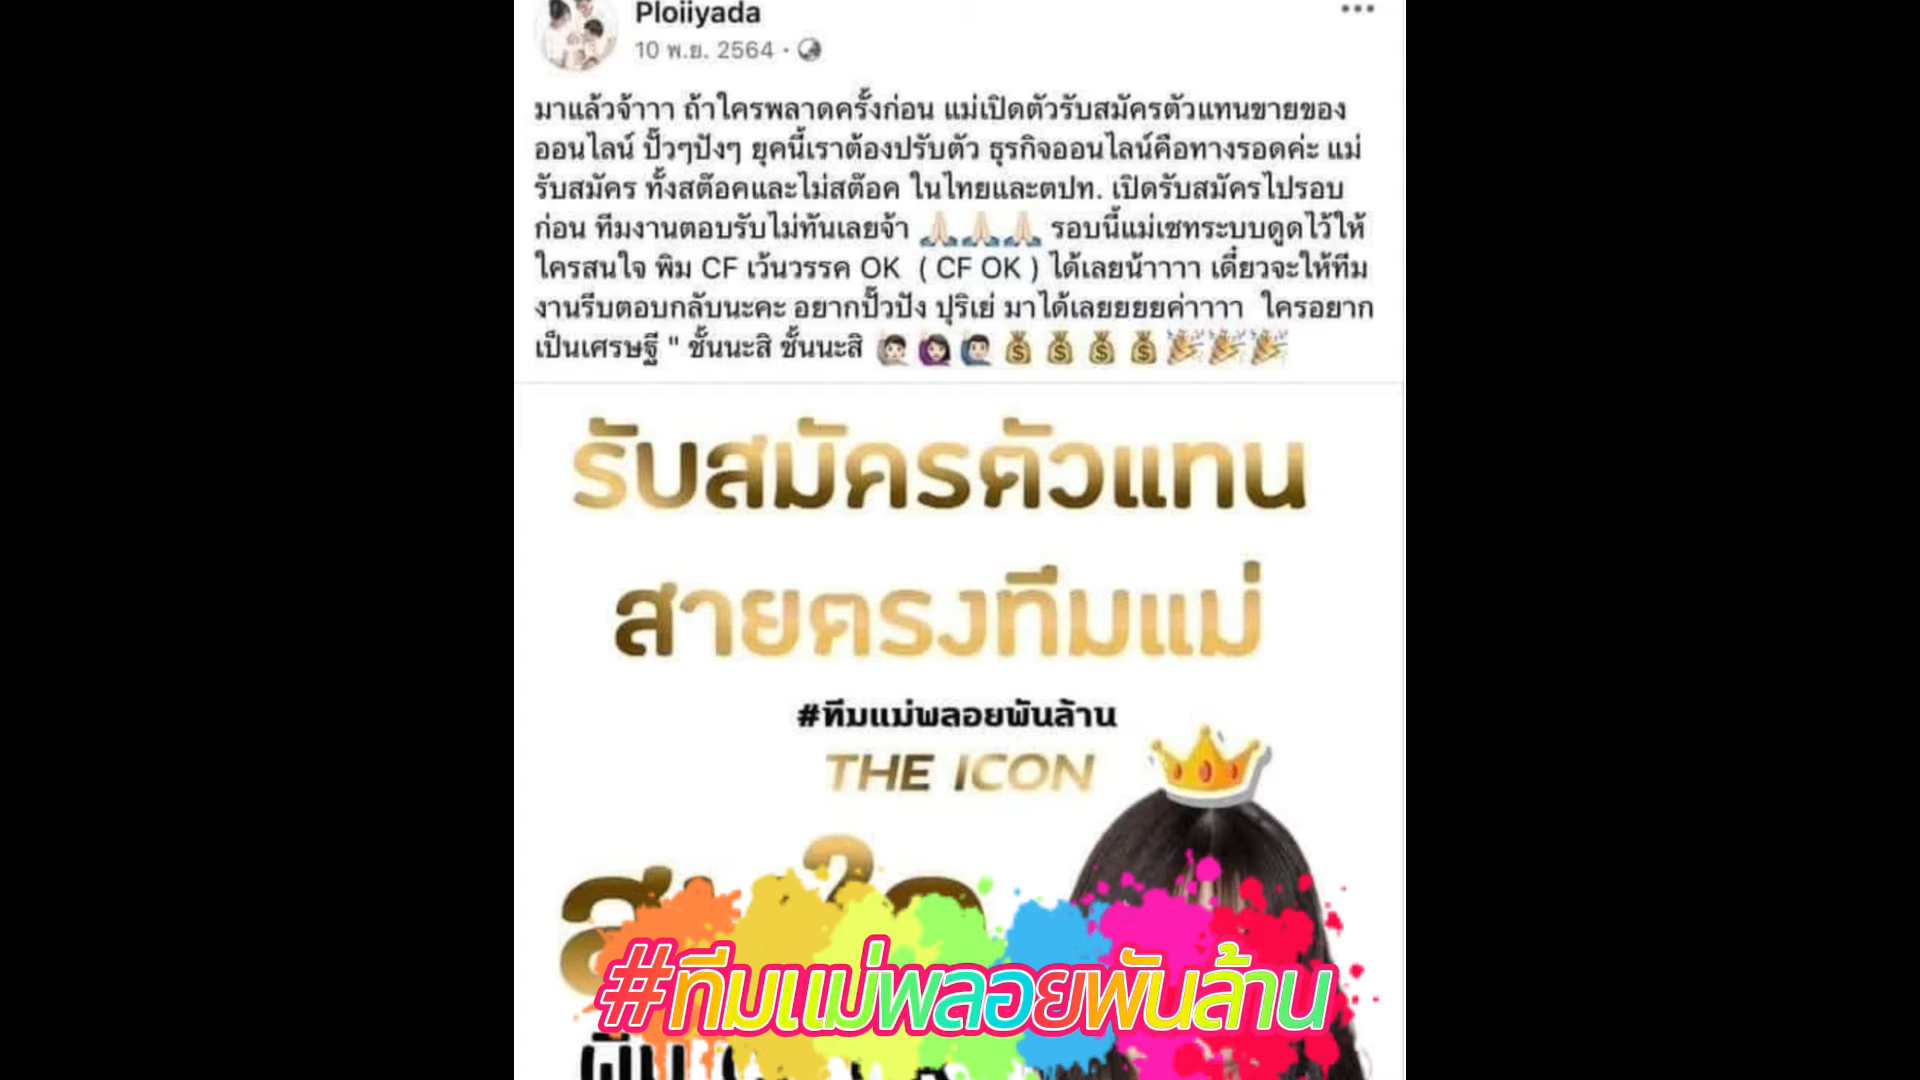 Ploiiyada
10 พ.ย. 2564
มาแล้วจ้าาา ถ้าใครพลาดครั้งก่อน แม่เปิดตัวรับสมัครตัวแทนขายของ
ออนไลน์ ปั๊วๆปังๆ ยุคนี้เราต้องปรับตัว ธุรกิจออนไลน์คือทางรอดค่ะ แม่
รับสมัคร ทั้งสต๊อคและไม่สต๊อค ในไทยและตปท. เปิดรับสมัครไปรอบ
ก่อน ทีมงานตอบรับไม่ทันเลยจ้า 🙏🏻🙏🏻🙏🏻 รอบนี้แม่เซทระบบดูดไว้ให้
ใครสนใจ พิม CF เว้นวรรค OK ( CF OK ) ได้เลยน้าาาา เดี๋ยวจะให้ทีม
งานรีบตอบกลับนะคะ อยากปั๊วปัง ปุริเย่ มาได้เลยยยยค่าาาา ใครอยาก
เป็นเศรษฐี " ชั้นนะสิ ชั้นนะสิ 🙋🏻🙋🏻‍♀️🙋🏻‍♂️💰💰💰💰🎉🎉🎉
รับสมัครตัวแทน
สายตรงทีมแม่
#ทีมแม่พลอยพันล้าน
THE ICON
#ทีมแม่พลอยพันล้าน